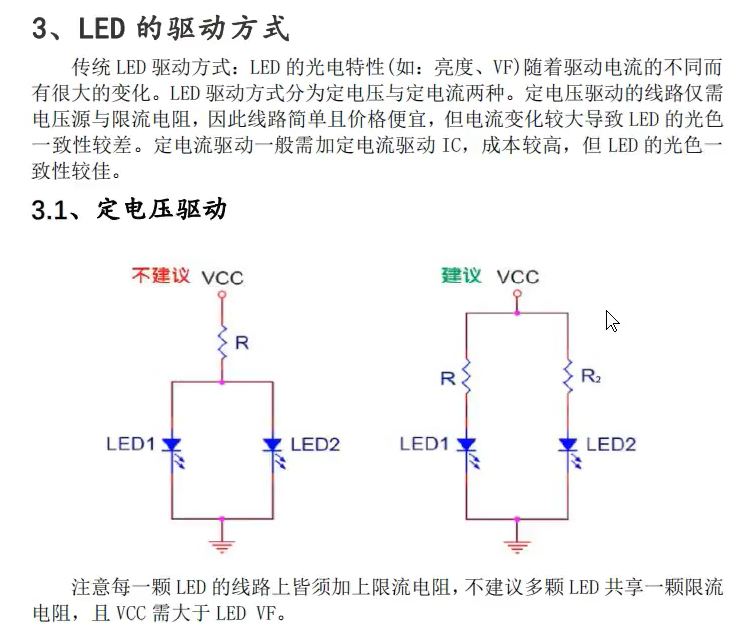 3、LED 的驱动方式
传统 LED 驱动方式：LED 的光电特性(如：亮度、VF)随着驱动电流的不同而
有很大的变化。LED 驱动方式分为定电压与定电流两种。定电压驱动的线路仅需
电压源与限流电阻，因此线路简单且价格便宜，但电流变化较大导致 LED 的光色
一致性较差。定电流驱动一般需加定电流驱动 IC，成本较高，但 LED 的光色一
致性较佳。
3.1、定电压驱动
不建议 VCC
R
LED1
LED2
建议 VCC
R
R2
LED1
LED2
注意每一颗 LED 的线路上皆须加上限流电阻，不建议多颗 LED 共享一颗限流
电阻，且 VCC 需大于 LED VF。